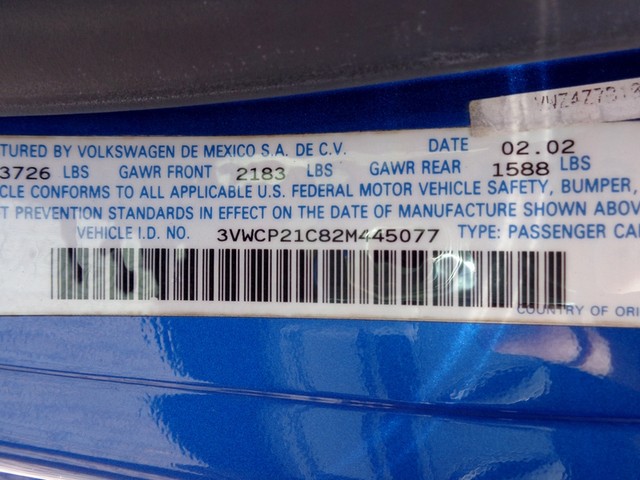 TURED BY VOLKSWAGEN DE MEXICO S.A. DE C.V. DATE 02.02
3726 LBS GAWR FRONT 2183 LBS GAWR REAR 1588 LBS
CLE CONFORMS TO ALL APPLICABLE U.S. FEDERAL MOTOR VEHICLE SAFETY, BUMPER,
T PREVENTION STANDARDS IN EFFECT ON THE DATE OF MANUFACTURE SHOWN ABOV
VEHICLE I.D. NO. 3VWCP21C82M445077 TYPE: PASSENGER CA
COUNTRY OF ORI